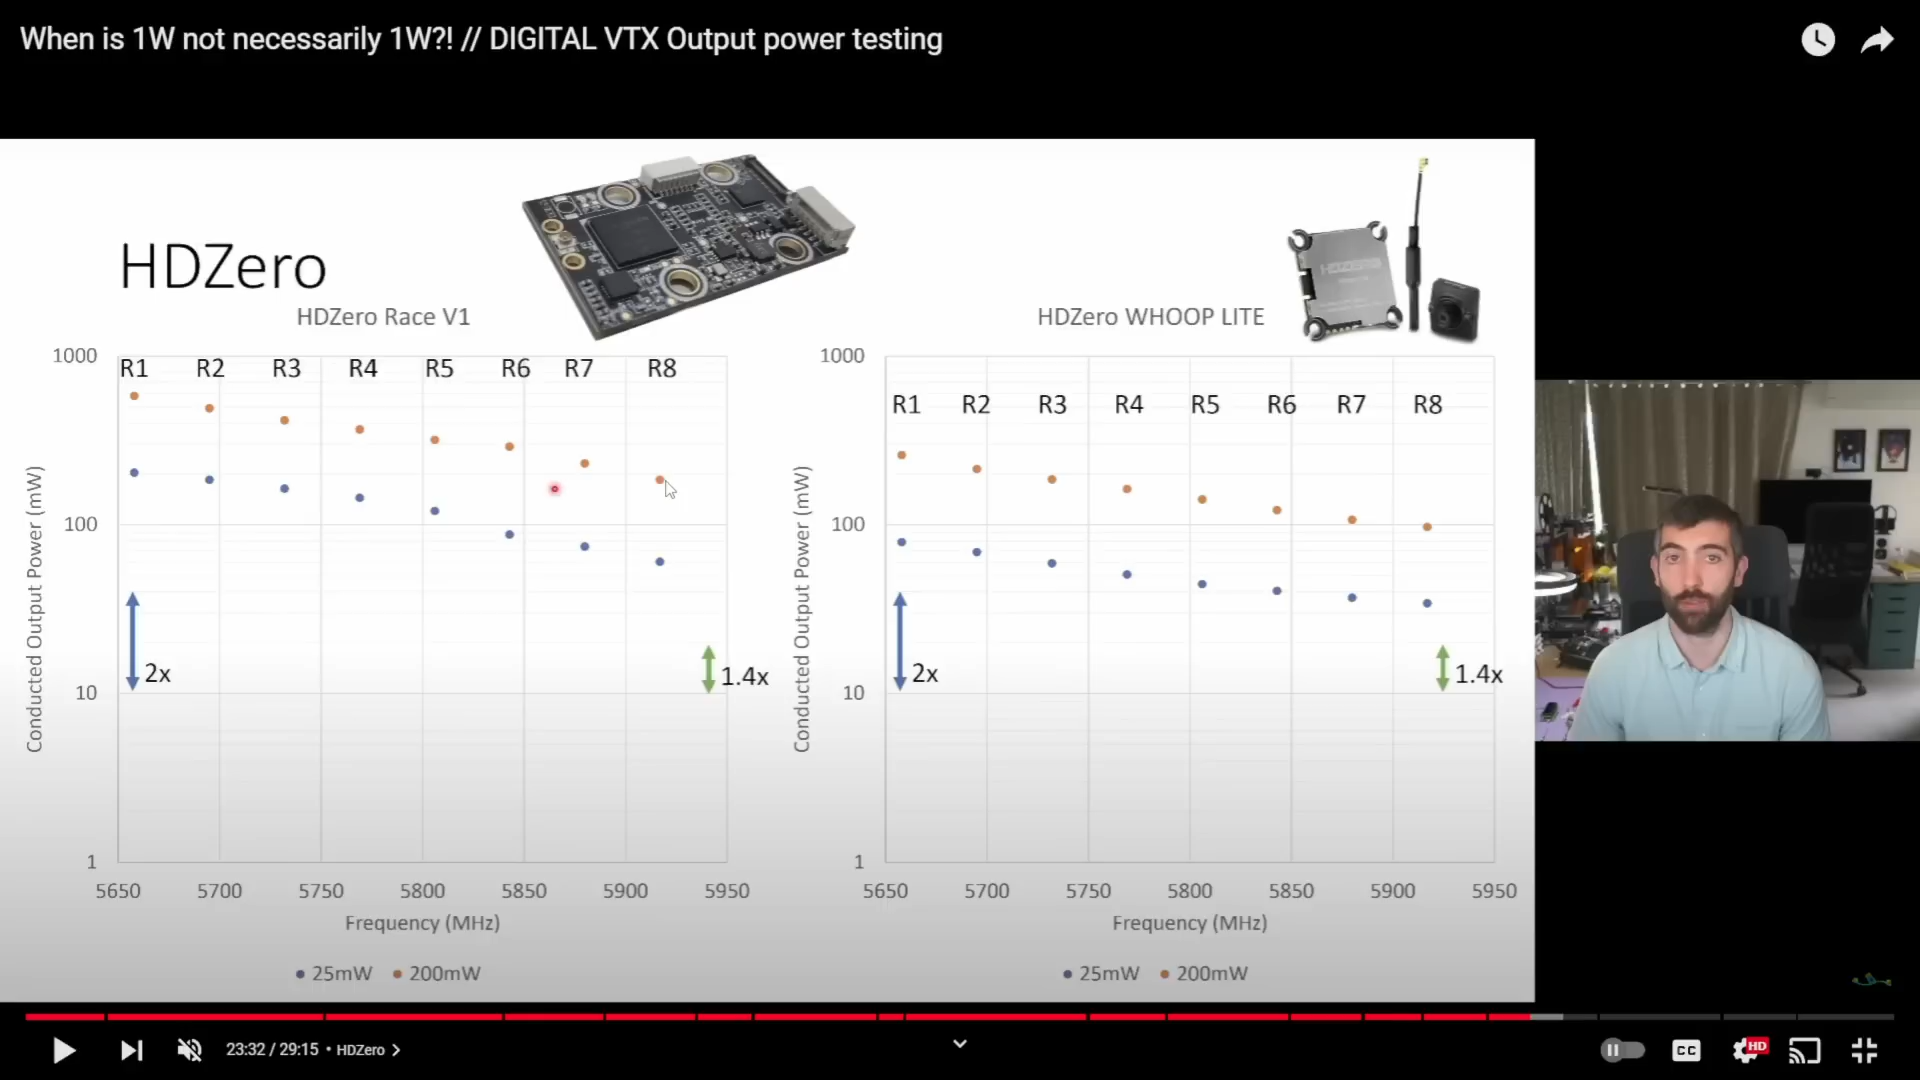 When is 1W not necessarily 1W?! // DIGITAL VTX Output power testing
HDZero
HDZero Race V1
1000
R1 R2 R3 R4 R5 R6 R7 R8
100
10
1
2x
1.4x
Conducted Output Power (mW)
5650 5700 5750 5800 5850 5900 5950
Frequency (MHz)
25mW 200mW
HDZero WHOOP LITE
HDZERO
1000
R1 R2 R3 R4 R5 R6 R7 R8
100
10
1
2x
1.4x
Conducted Output Power (mW)
5650 5700 5750 5800 5850 5900 5950
Frequency (MHz)
25mW 200mW
23:32 / 29:15 • HDZero
CC
HD